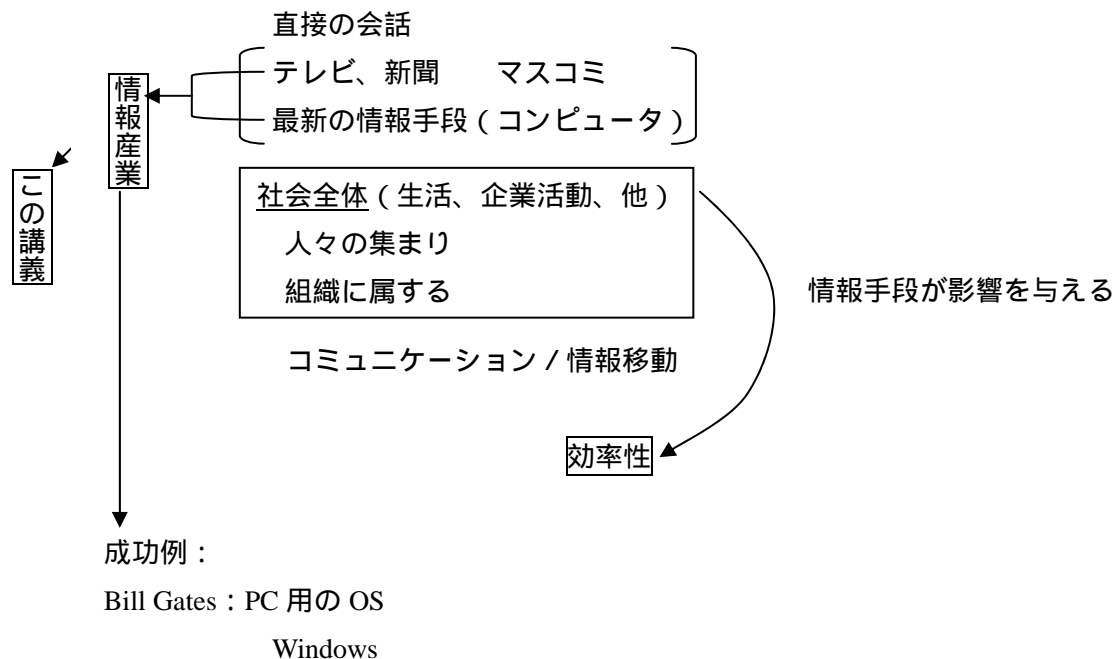 直接の会話
テレビ、新聞　　マスコミ
最新の情報手段（コンピュータ）
情報産業
この講義
社会全体（生活、企業活動、他）
人々の集まり
組織に属する
情報手段が影響を与える
コミュニケーション／情報移動
効率性
成功例：
Bill Gates：PC 用の OS
Windows